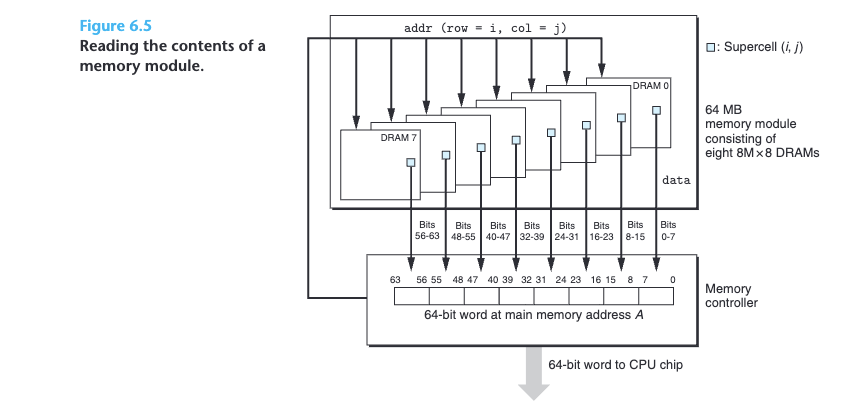 Figure 6.5
Reading the contents of a
memory module.
addr (row = i, col = j)
: Supercell (i, j)
DRAM 0
64 MB
memory module
consisting of
eight 8M×8 DRAMs
DRAM 7
data
Bits Bits Bits Bits Bits Bits Bits Bits
56-63 48-55 40-47 32-39 24-31 16-23 8-15 0-7
63 56 55 48 47 40 39 32 31 24 23 16 15 8 7 0
Memory
controller
64-bit word at main memory address A
64-bit word to CPU chip